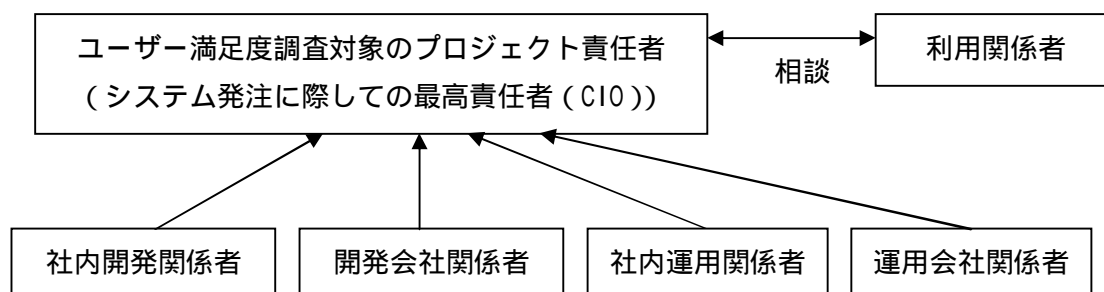 ユーザー満足度調査対象のプロジェクト責任者
(システム発注に際しての最高責任者(CIO))
相談
利用関係者
社内開発関係者
開発会社関係者
社内運用関係者
運用会社関係者